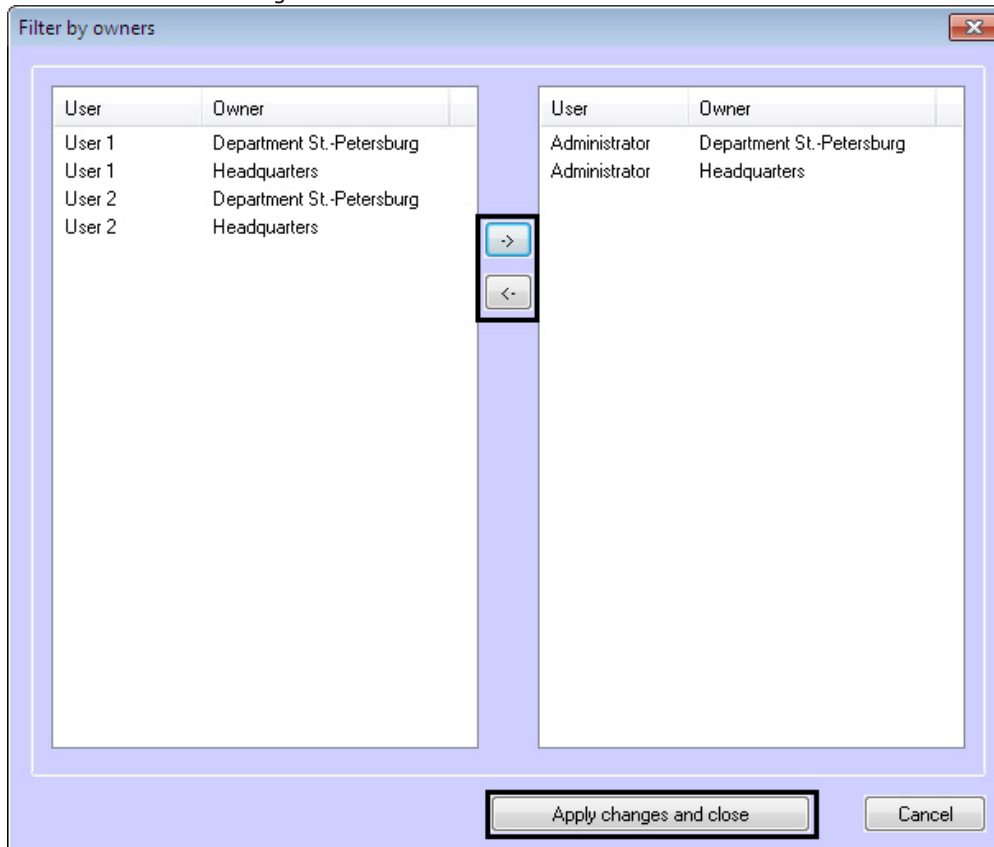 Filter by owners
User Owner
User 1 Department St.-Petersburg
User 1 Headquarters
User 2 Department St.-Petersburg
User 2 Headquarters
->
<-
User Owner
Administrator Department St.-Petersburg
Administrator Headquarters
Apply changes and close
Cancel